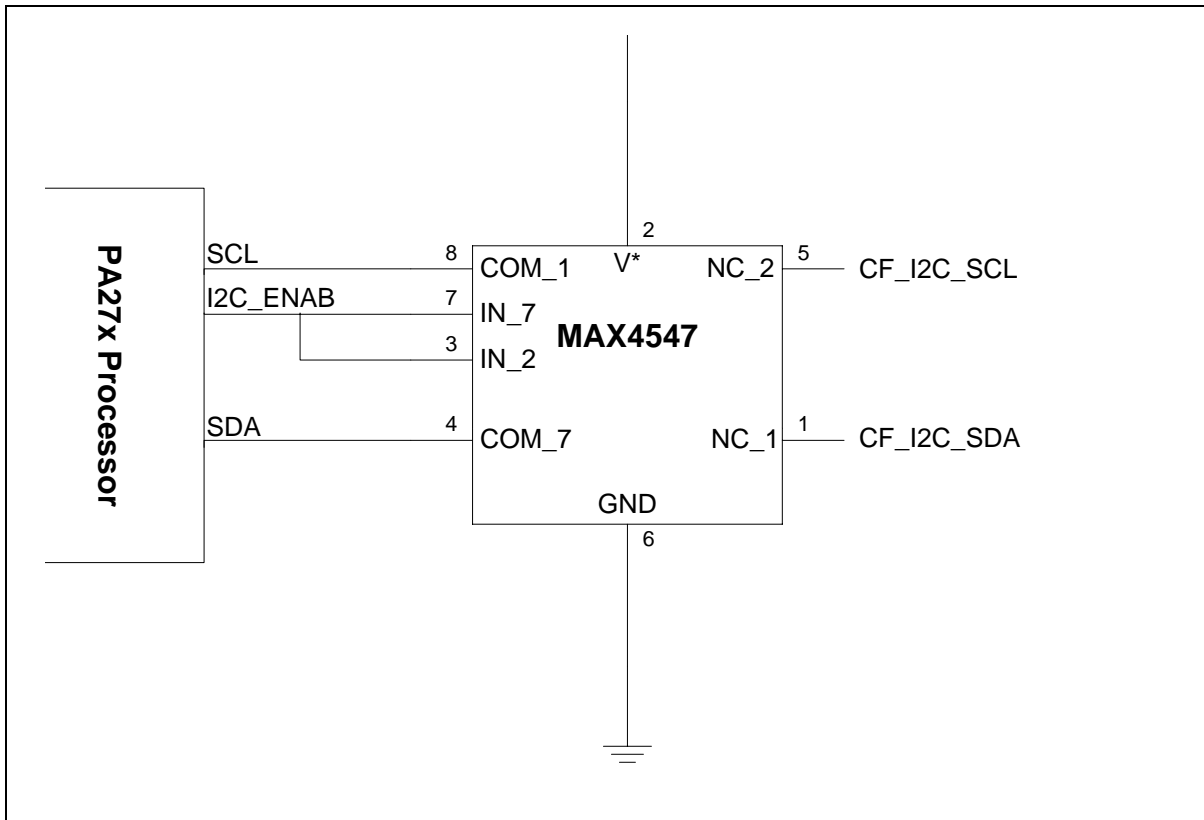 PA27x Processor
SCL
I2C_ENAB
SDA
8
7
3
4
2
V*
COM_1
NC_2
5
CF_I2C_SCL
IN_7
MAX4547
IN_2
COM_7
NC_1
1
CF_I2C_SDA
GND
6